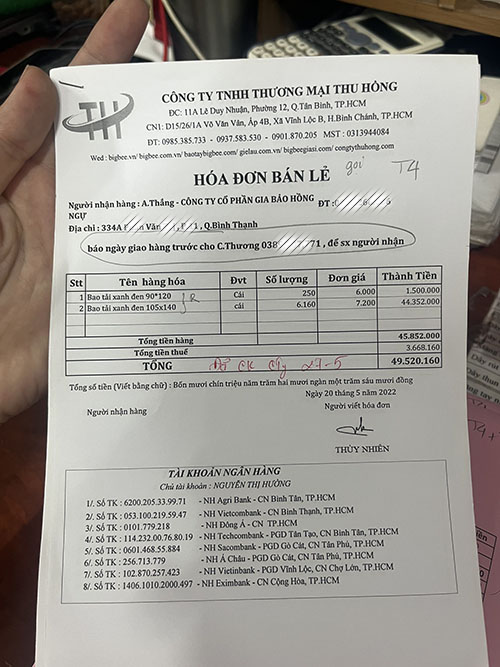 TH
CÔNG TY TNHH THƯƠNG MẠI THU HỒNG
ĐC: 11A Lê Duy Nhuận, Phường 12, Q.Tân Bình, TP.HCM
CN1: D15/26/1A Võ Văn Vân, Ấp 4B, Xã Vĩnh Lộc B, H.Bình Chánh, TP.HCM
ĐT: 0985.385.733 - 0937.583.530 - 0901.870.205 MST : 0313944084
Wed : bigbee.vn/ bigbee.com.vn/ baotaybigbee.com/ gielau.com.vn/ bigbeegiasi.com/ congtythuhong.com
HÓA ĐƠN BÁN LẺ
gọi T4
Người nhận hàng : A.Thắng - CÔNG TY CỔ PHẦN GIA BẢO HỒNG NGỰ ĐT :
Địa chỉ : 334A , Q.Bình Thạnh
báo ngày giao hàng trước cho C.Thương 038 71 , để sx người nhận
Stt Tên hàng hóa Đvt Số lượng Đơn giá Thành Tiền
1 Bao tải xanh đen 90*120 Cái 250 6.000 1.500.000
2 Bao tải xanh đen 105x140 cái 6.160 7.200 44.352.000
Tổng tiền hàng 45.852.000
Tổng tiền thuế 3.668.160
TỔNG Đã CK Cty 27-5 49.520.160
Tổng số tiền (Viết bằng chữ) : Bốn mươi chín triệu năm trăm hai mươi ngàn một trăm sáu mươi đồng
Ngày 20 tháng 5 năm 2022
Người nhận hàng Người viết hóa đơn
THÙY NHIÊN
TÀI KHOẢN NGÂN HÀNG
Chủ tài khoản : NGUYỄN THỊ HƯỜNG
1/. Số TK : 6200.205.33.99.71 - NH Agri Bank - CN Bình Tân, TP.HCM
2/. Số TK : 053.100.219.59.47 - NH Vietcombank - CN Bình Thạnh, TP.HCM
3/. Số TK : 0101.779.218 - NH Đông Á - CN TP.HCM
4/. Số TK : 114.232.00.76.80.19 - NH Techcombank - PGD Tân Tạo, CN Bình Tân, TP.HCM
5/. Số TK : 0601.468.55.884 - NH Sacombank - PGD Gò Cát, CN Tân Phú, TP.HCM
6/. Số TK : 256.713.779 - NH Á Châu - PGD Gò Cát, CN Tân Phú, TP.HCM
7/. Số TK : 102.870.257.423 - NH Vietinbank - PGD Vĩnh Lộc, CN Chợ Lớn, TP.HCM
8/. Số TK : 1406.1010.2000.497 - NH Eximbank - CN Cộng Hòa, TP.HCM